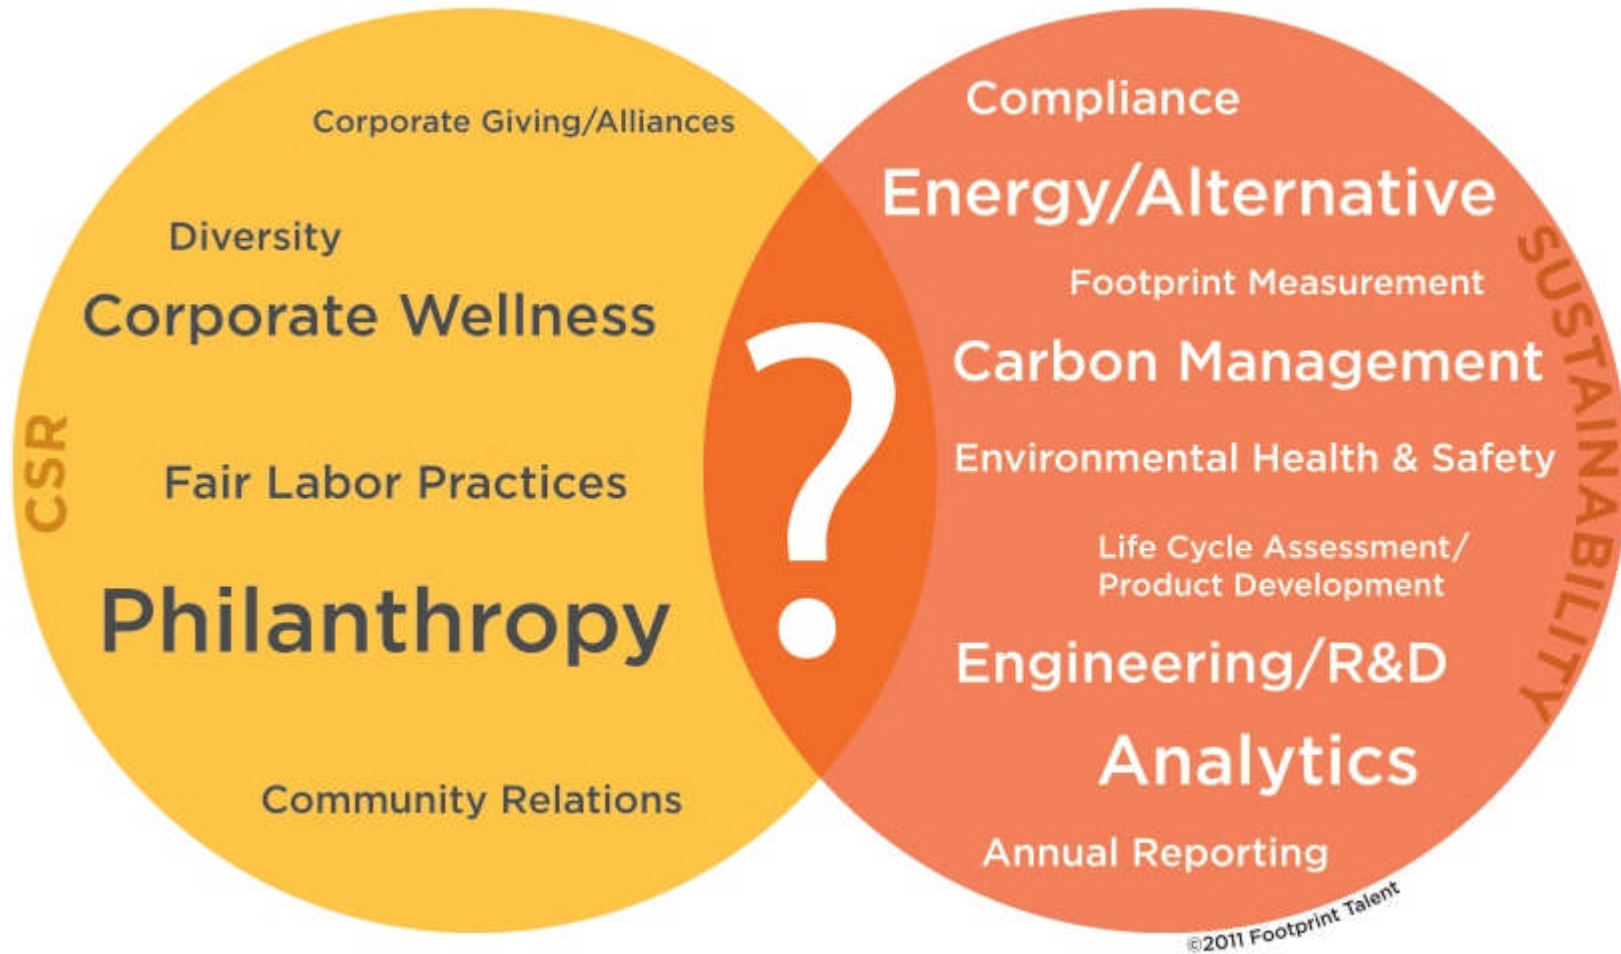 CSR
Corporate Giving/Alliances
Diversity
Corporate Wellness
Fair Labor Practices
Philanthropy
Community Relations
?
SUSTAINABILITY
Compliance
Energy/Alternative
Footprint Measurement
Carbon Management
Environmental Health & Safety
Life Cycle Assessment/
Product Development
Engineering/R&D
Analytics
Annual Reporting
©2011 Footprint Talent